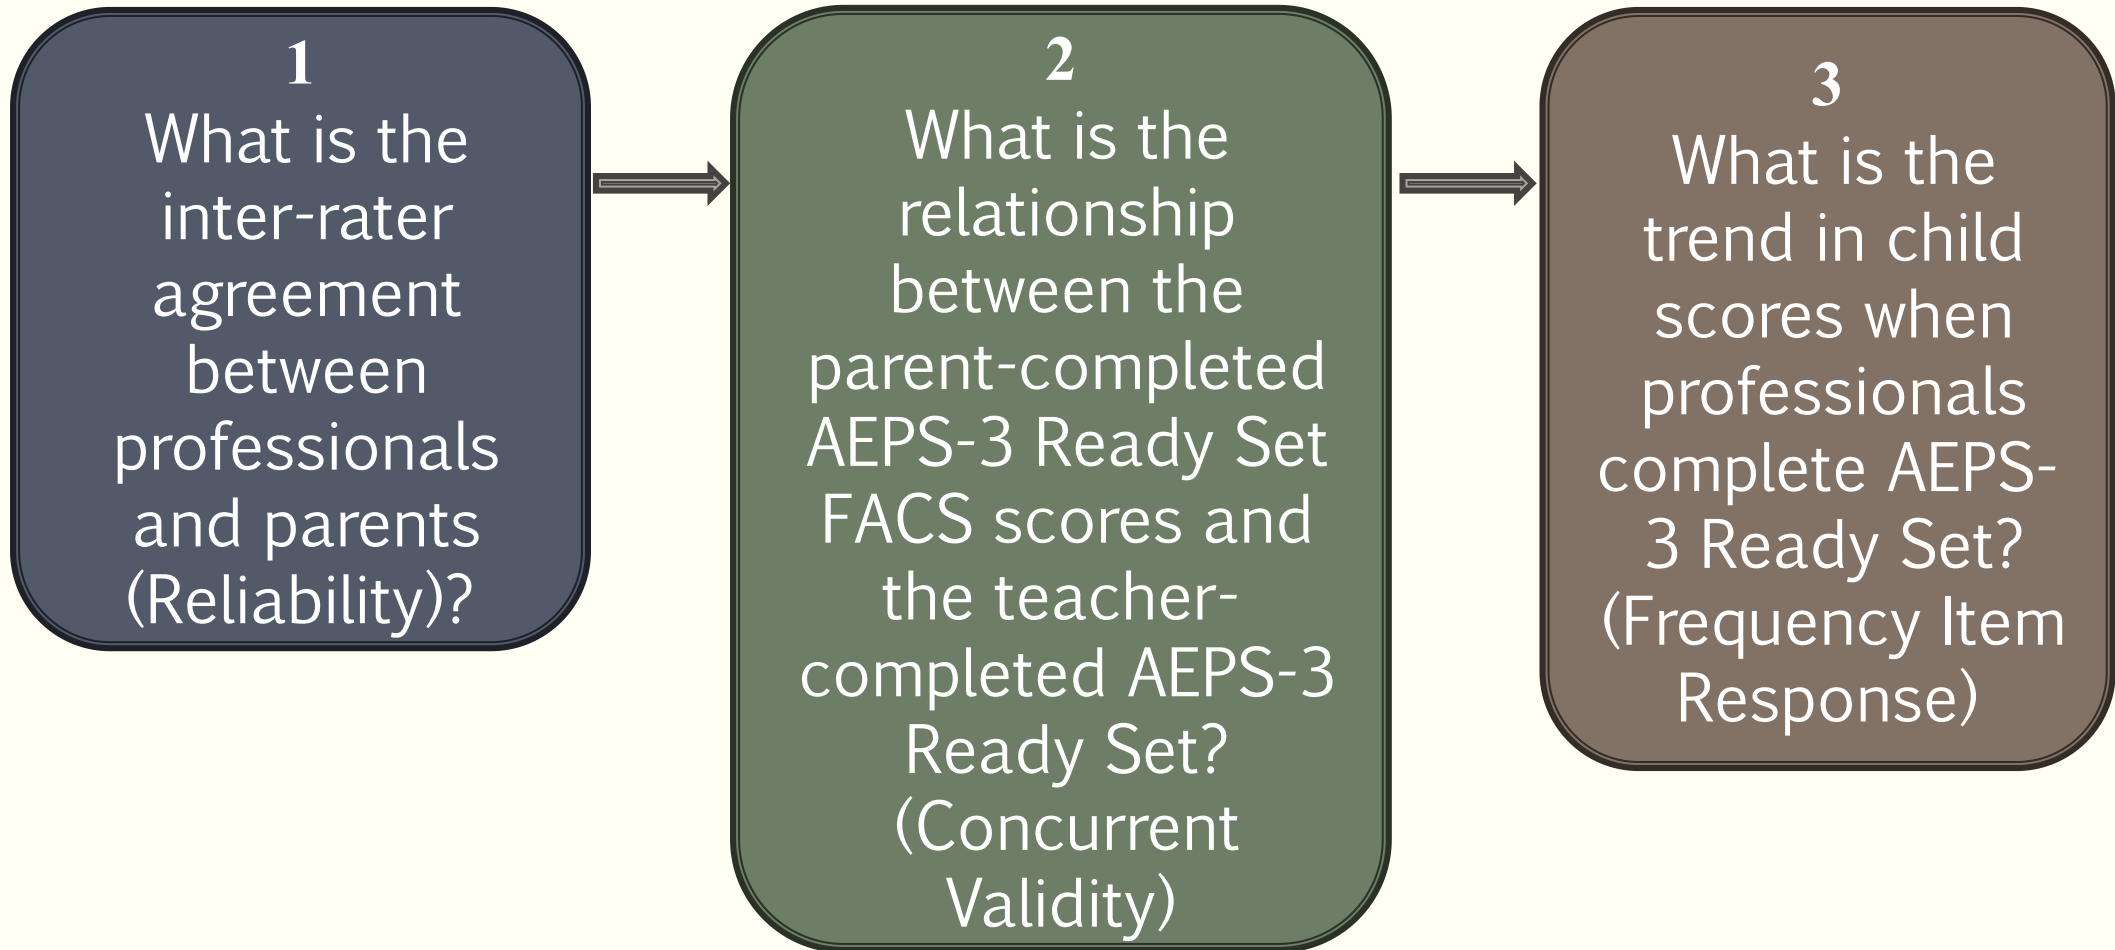 1
What is the
inter-rater
agreement
between
professionals
and parents
(Reliability)?
2
What is the
relationship
between the
parent-completed
AEPS-3 Ready Set
FACS scores and
the teacher-
completed AEPS-3
Ready Set?
(Concurrent
Validity)
3
What is the
trend in child
scores when
professionals
complete AEPS-
3 Ready Set?
(Frequency Item
Response)